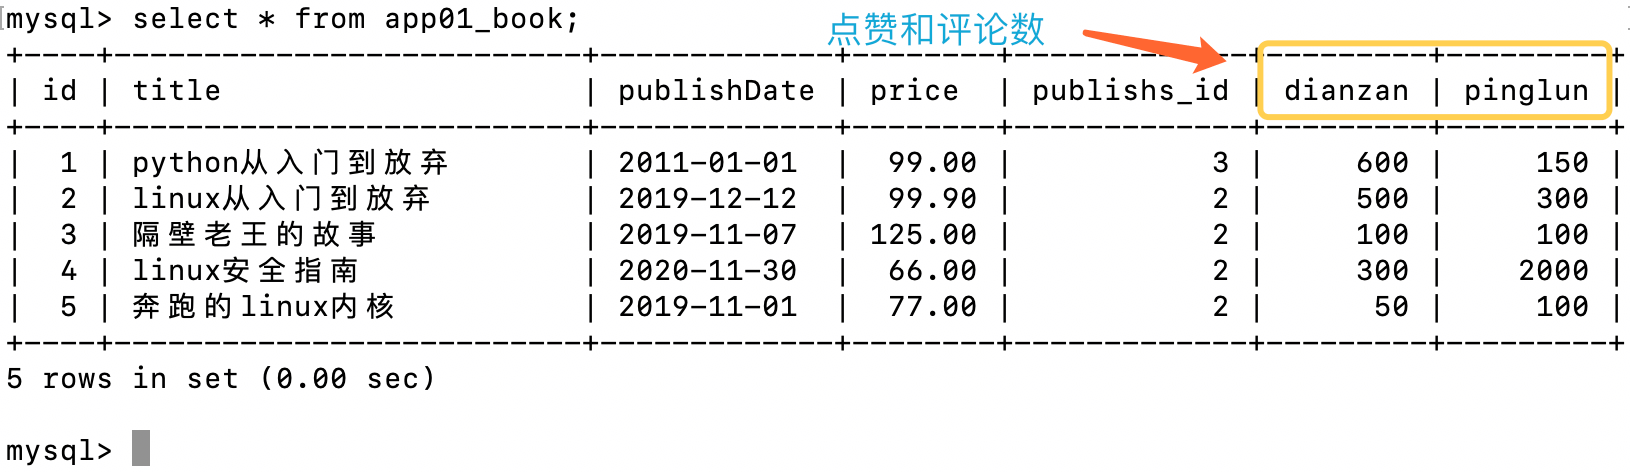 mysql> select * from app01_book;
点赞和评论数
+-----+--------------------------+-------------+--------+-------------+---------+---------+
| id | title | publishDate | price | publishs_id | dianzan | pinglun |
+-----+--------------------------+-------------+--------+-------------+---------+---------+
| 1 | python从入门到放弃 | 2011-01-01 | 99.00 | 3 | 600 | 150 |
| 2 | linux从入门到放弃 | 2019-12-12 | 99.90 | 2 | 500 | 300 |
| 3 | 隔壁老王的故事 | 2019-11-07 | 125.00 | 2 | 100 | 100 |
| 4 | linux安全指南 | 2020-11-30 | 66.00 | 2 | 300 | 2000 |
| 5 | 奔跑的linux内核 | 2019-11-01 | 77.00 | 2 | 50 | 100 |
+-----+--------------------------+-------------+--------+-------------+---------+---------+
5 rows in set (0.00 sec)
mysql>